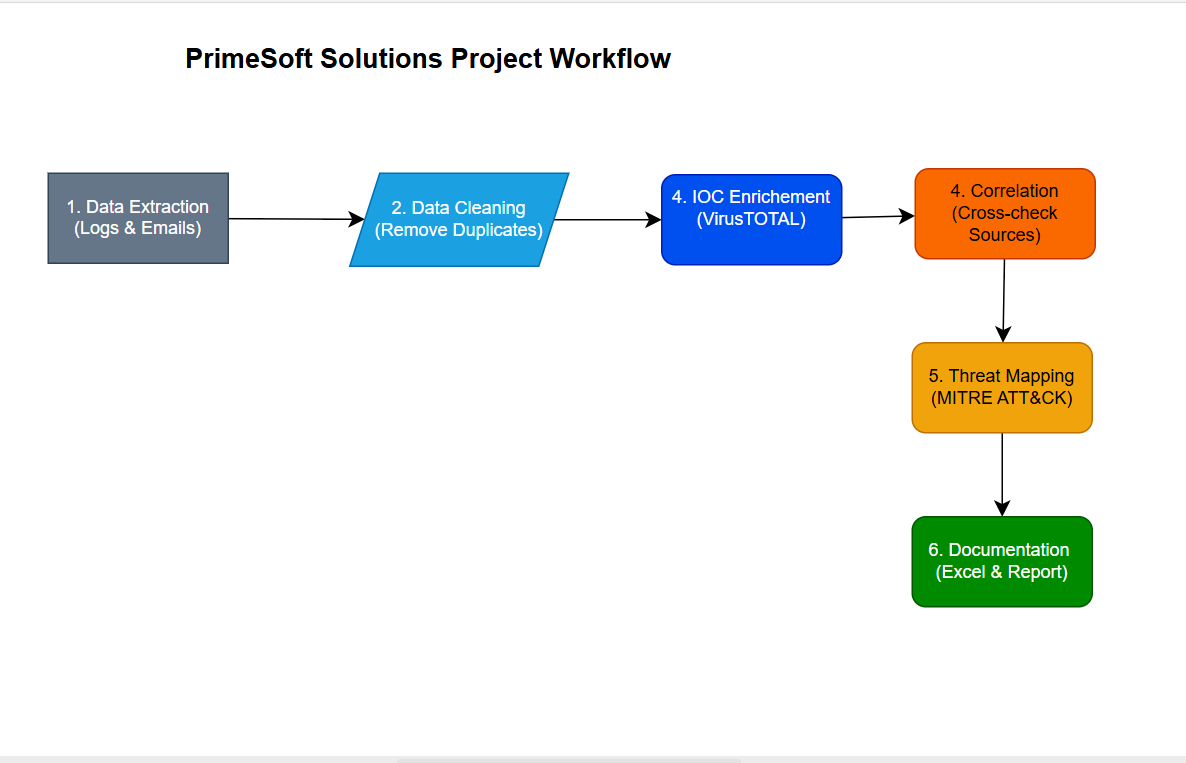 PrimeSoft Solutions Project Workflow
1. Data Extraction
(Logs & Emails)
2. Data Cleaning
(Remove Duplicates)
4. IOC Enrichement
(VirusTOTAL)
4. Correlation
(Cross-check
Sources)
5. Threat Mapping
(MITRE ATT&CK)
6. Documentation
(Excel & Report)